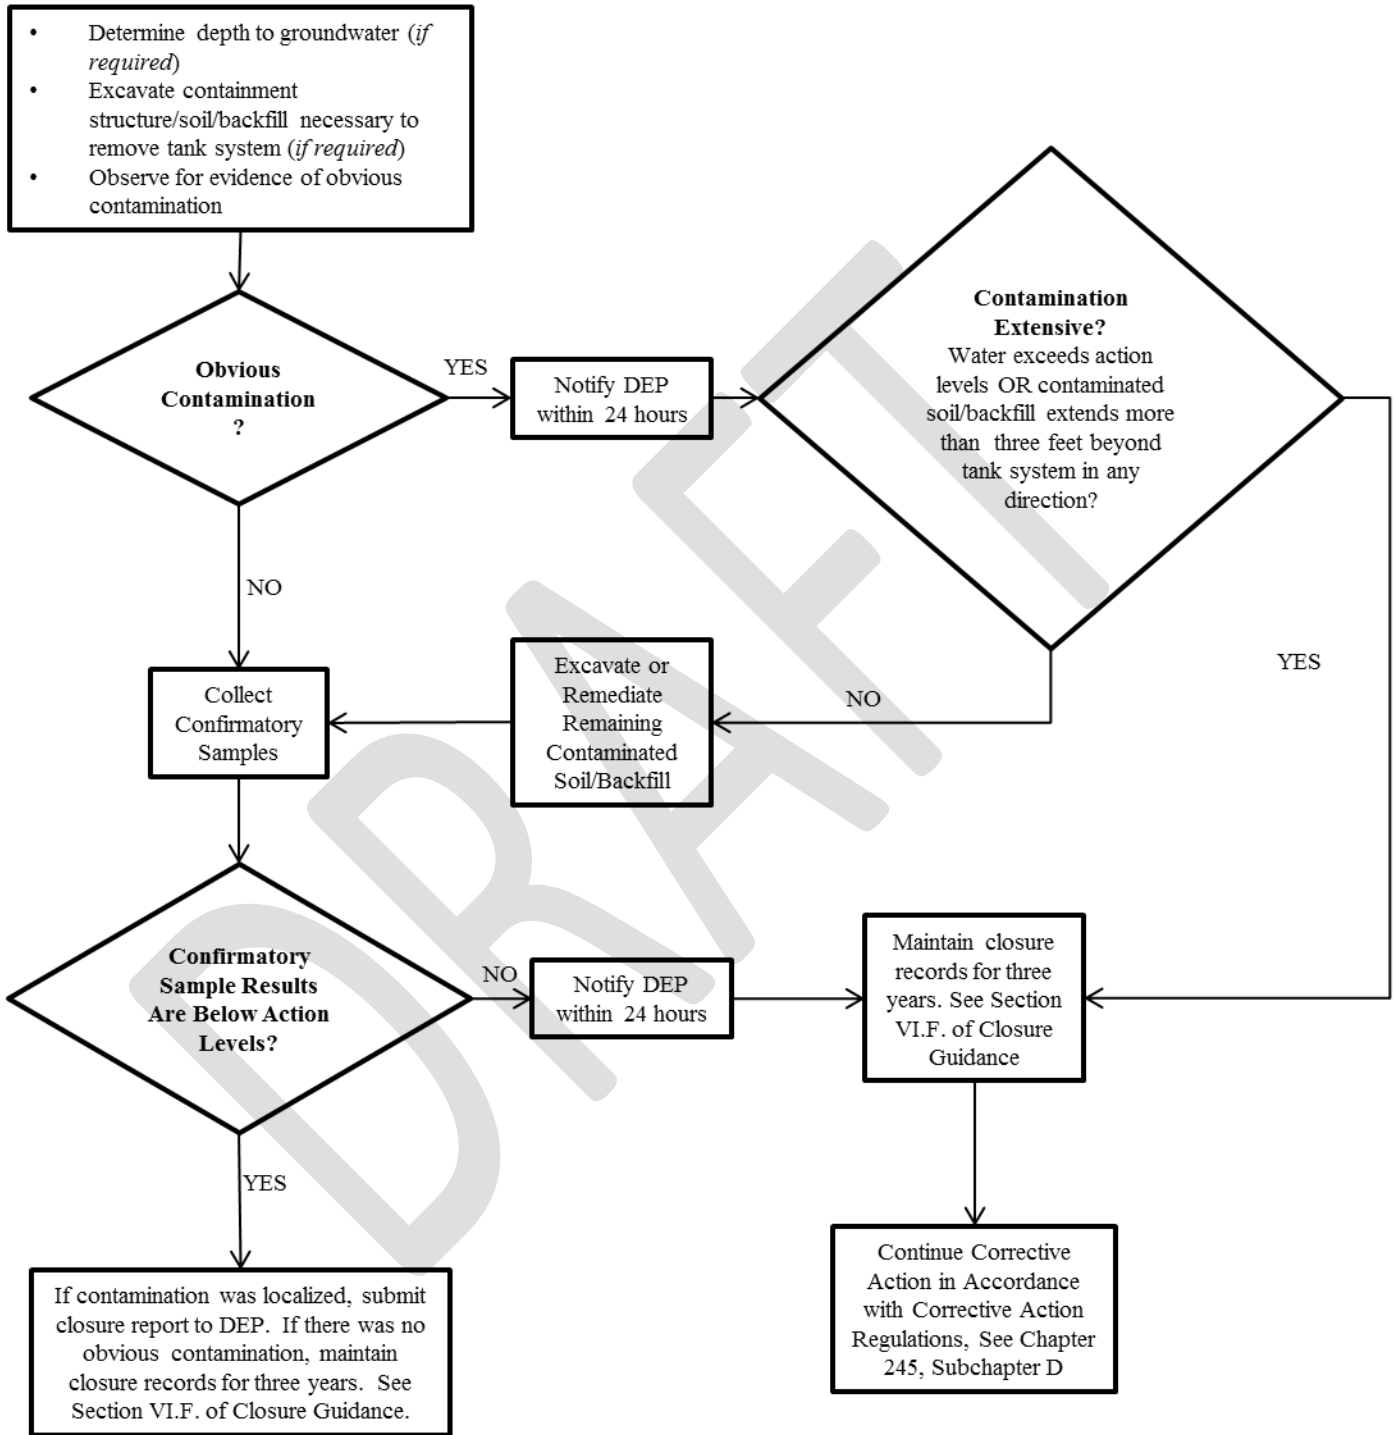 • Determine depth to groundwater (if
required)
• Excavate containment
structure/soil/backfill necessary to
remove tank system (if required)
• Observe for evidence of obvious
contamination
Obvious
Contamination
?
YES
Notify DEP
within 24 hours
Contamination
Extensive?
Water exceeds action
levels OR contaminated
soil/backfill extends more
than three feet beyond
tank system in any
direction?
NO
YES
Collect
Confirmatory
Samples
Excavate or
Remediate
Remaining
Contaminated
Soil/Backfill
NO
Confirmatory
Sample Results
Are Below Action
Levels?
NO
Notify DEP
within 24 hours
Maintain closure
records for three
years. See Section
VI.F. of Closure
Guidance
YES
If contamination was localized, submit
closure report to DEP. If there was no
obvious contamination, maintain
closure records for three years. See
Section VI.F. of Closure Guidance.
Continue Corrective
Action in Accordance
with Corrective Action
Regulations, See Chapter
245, Subchapter D
DRAFT